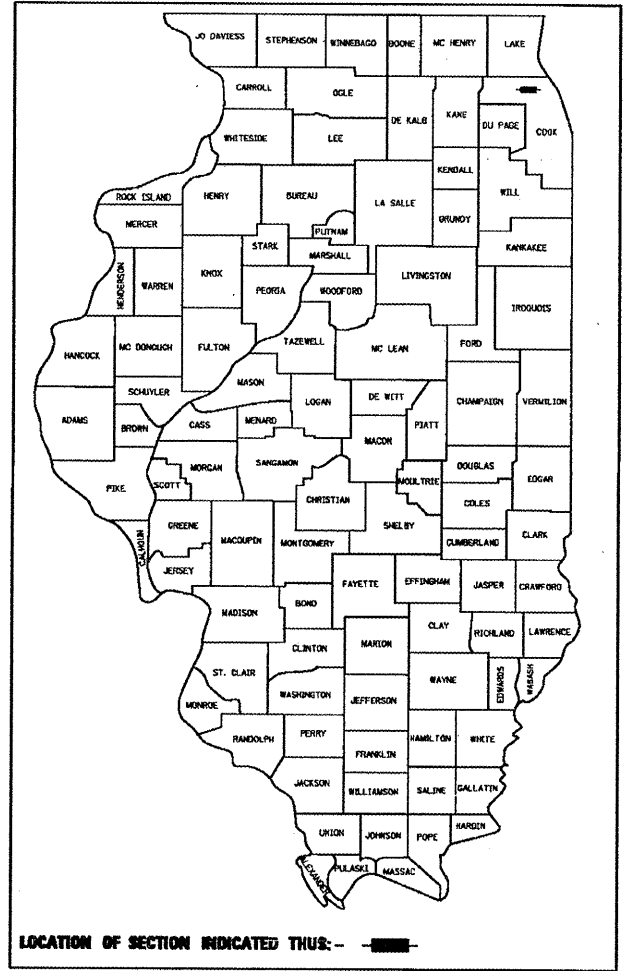 JO DAVIESS STEPHENSON WINNEBAGO BOONE MC HENRY LAKE
CARROLL OGLE DE KALB KANE DU PAGE COOK
WHITESIDE LEE KENDALL WILL
ROCK ISLAND HENRY BUREAU LA SALLE GRUNDY
MERCER PUTNAM KANKAKEE
STARK MARSHALL LIVINGSTON
HENDERSON WARREN KNOX PEORIA WOODFORD IROQUOIS
HANCOCK MC DONOUGH FULTON TAZEWELL MC LEAN FORD
SCHUYLER MASON LOGAN DE WITT CHAMPAIGN VERMILION
ADAMS BROWN CASS MENARD MACON PIATT
PIKE SCOTT MORGAN SANGAMON CHRISTIAN MOULTRIE DOUGLAS EDGAR
COLES
CALHOUN GREENE MACOUPIN MONTGOMERY SHELBY CUMBERLAND CLARK
JERSEY FAYETTE EFFINGHAM JASPER CRAWFORD
MADISON BOND CLAY RICHLAND LAWRENCE
CLINTON MARION
ST. CLAIR WASHINGTON JEFFERSON WAYNE EDWARDS WABASH
MONROE
RANDOLPH PERRY FRANKLIN HAMILTON WHITE
JACKSON WILLIAMSON SALINE GALLATIN
UNION JOHNSON POPE HARDIN
ALEXANDER PULASKI MASSAC
LOCATION OF SECTION INDICATED THUS:-